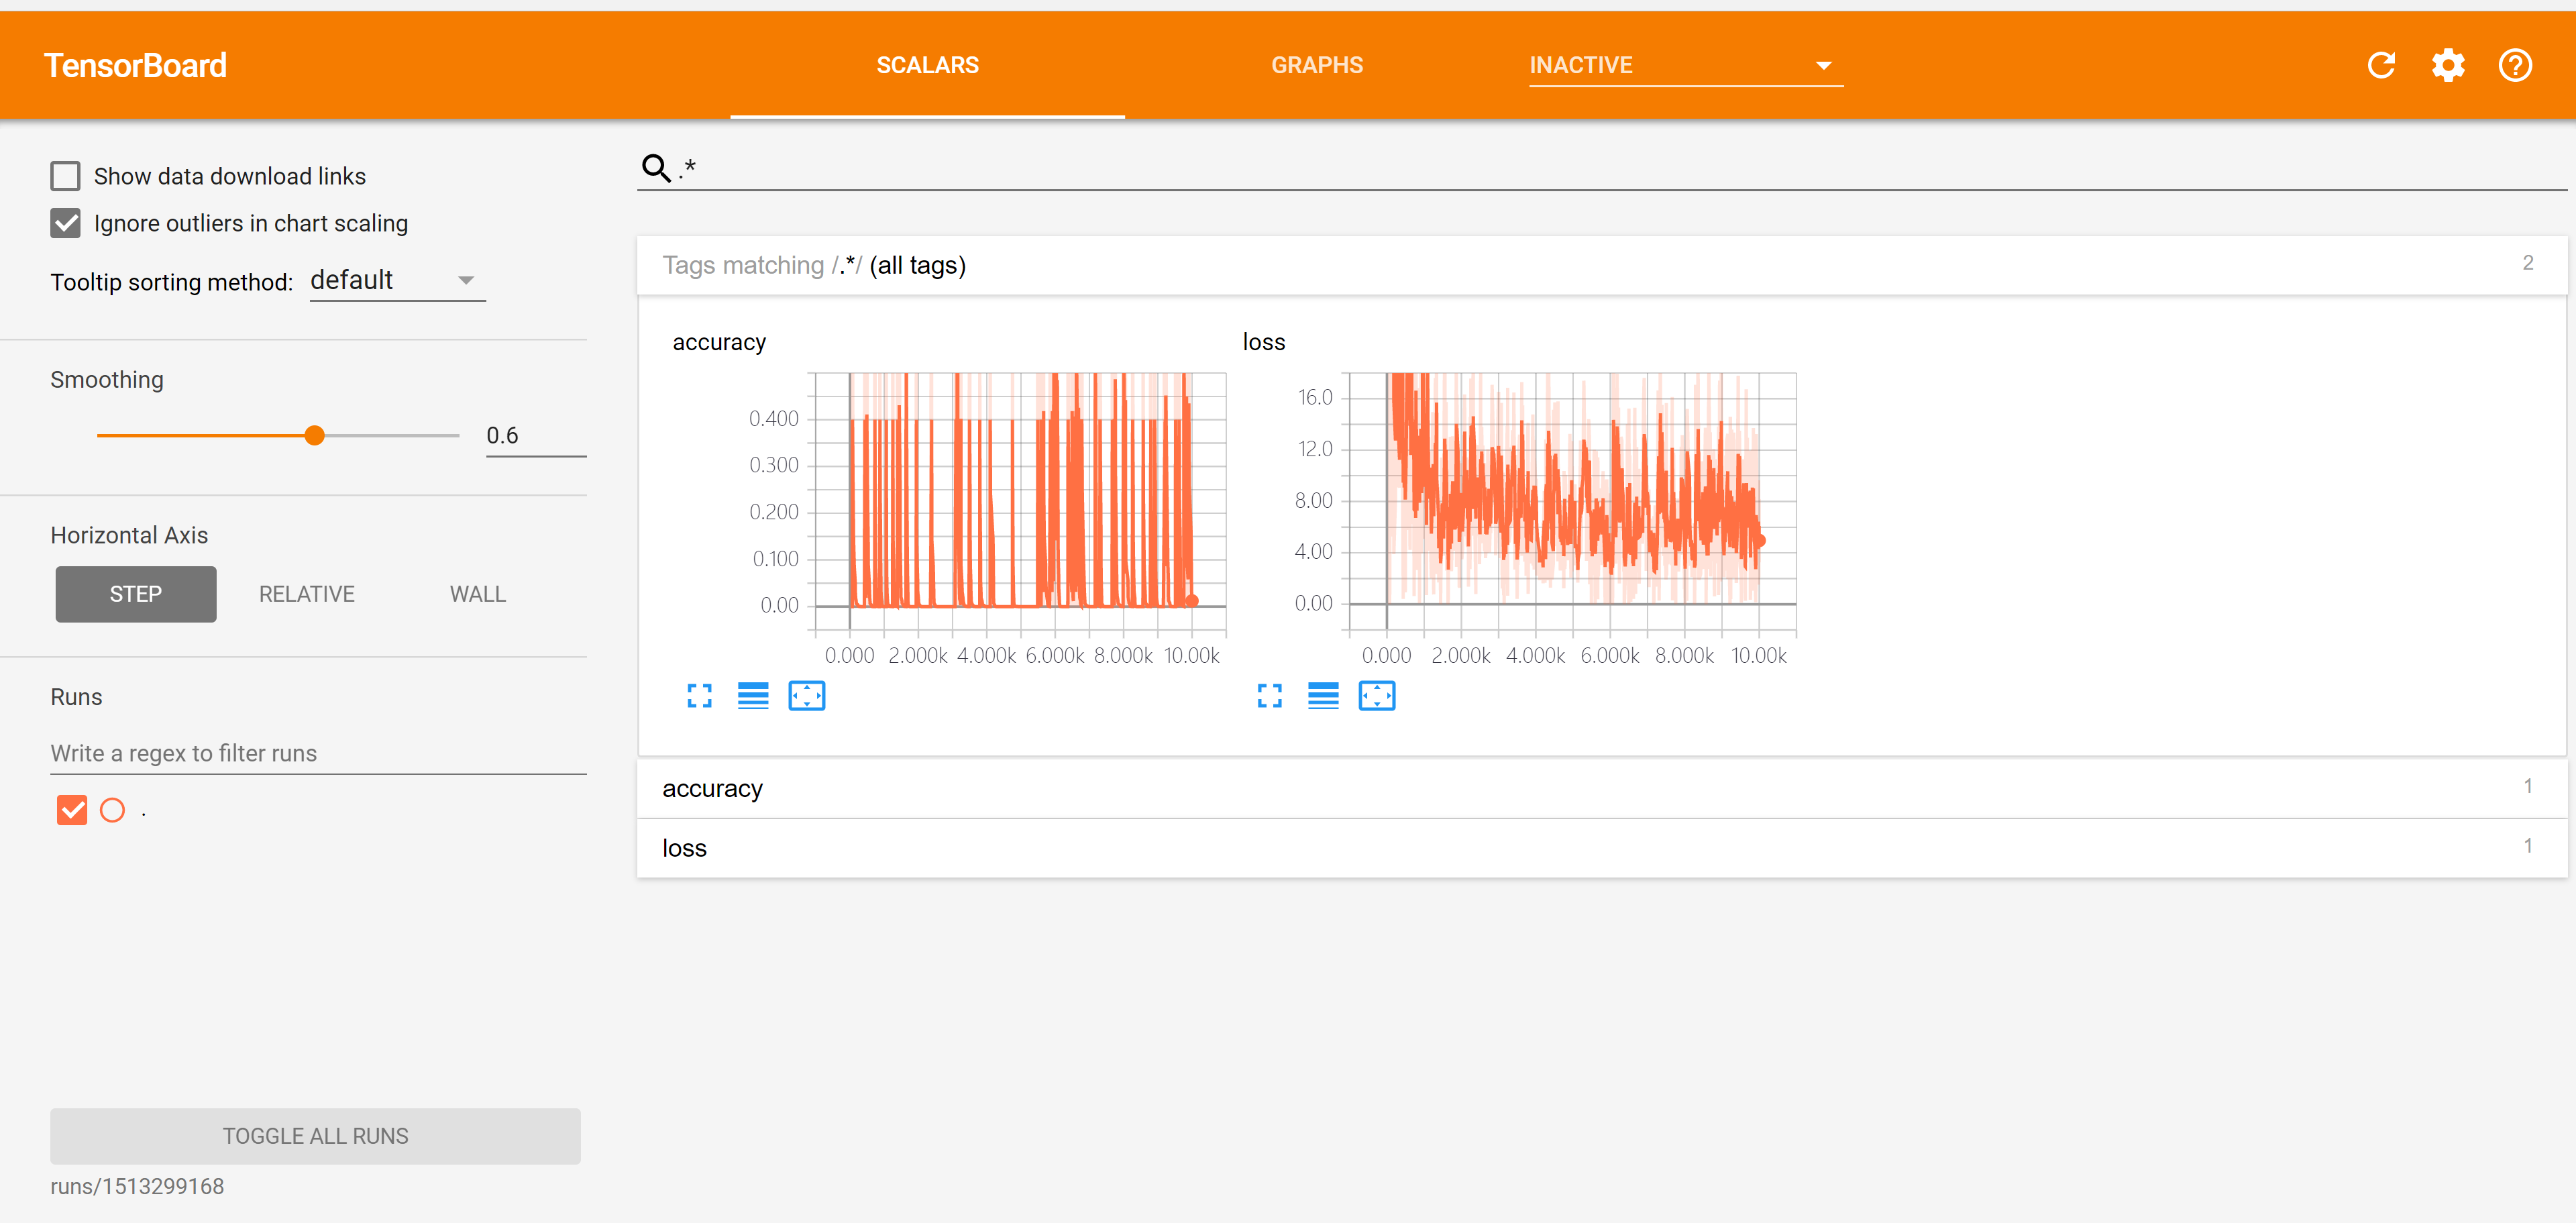 TensorBoard
SCALARS
GRAPHS
INACTIVE
Show data download links
Ignore outliers in chart scaling
Tooltip sorting method: default
Smoothing
0.6
Horizontal Axis
STEP RELATIVE WALL
Runs
Write a regex to filter runs
.
TOGGLE ALL RUNS
runs/1513299168
.*
Tags matching /.*/ (all tags)
2
accuracy
0.400
0.300
0.200
0.100
0.00
0.000 2.000k 4.000k 6.000k 8.000k 10.00k
loss
16.0
12.0
8.00
4.00
0.00
0.000 2.000k 4.000k 6.000k 8.000k 10.00k
accuracy
1
loss
1